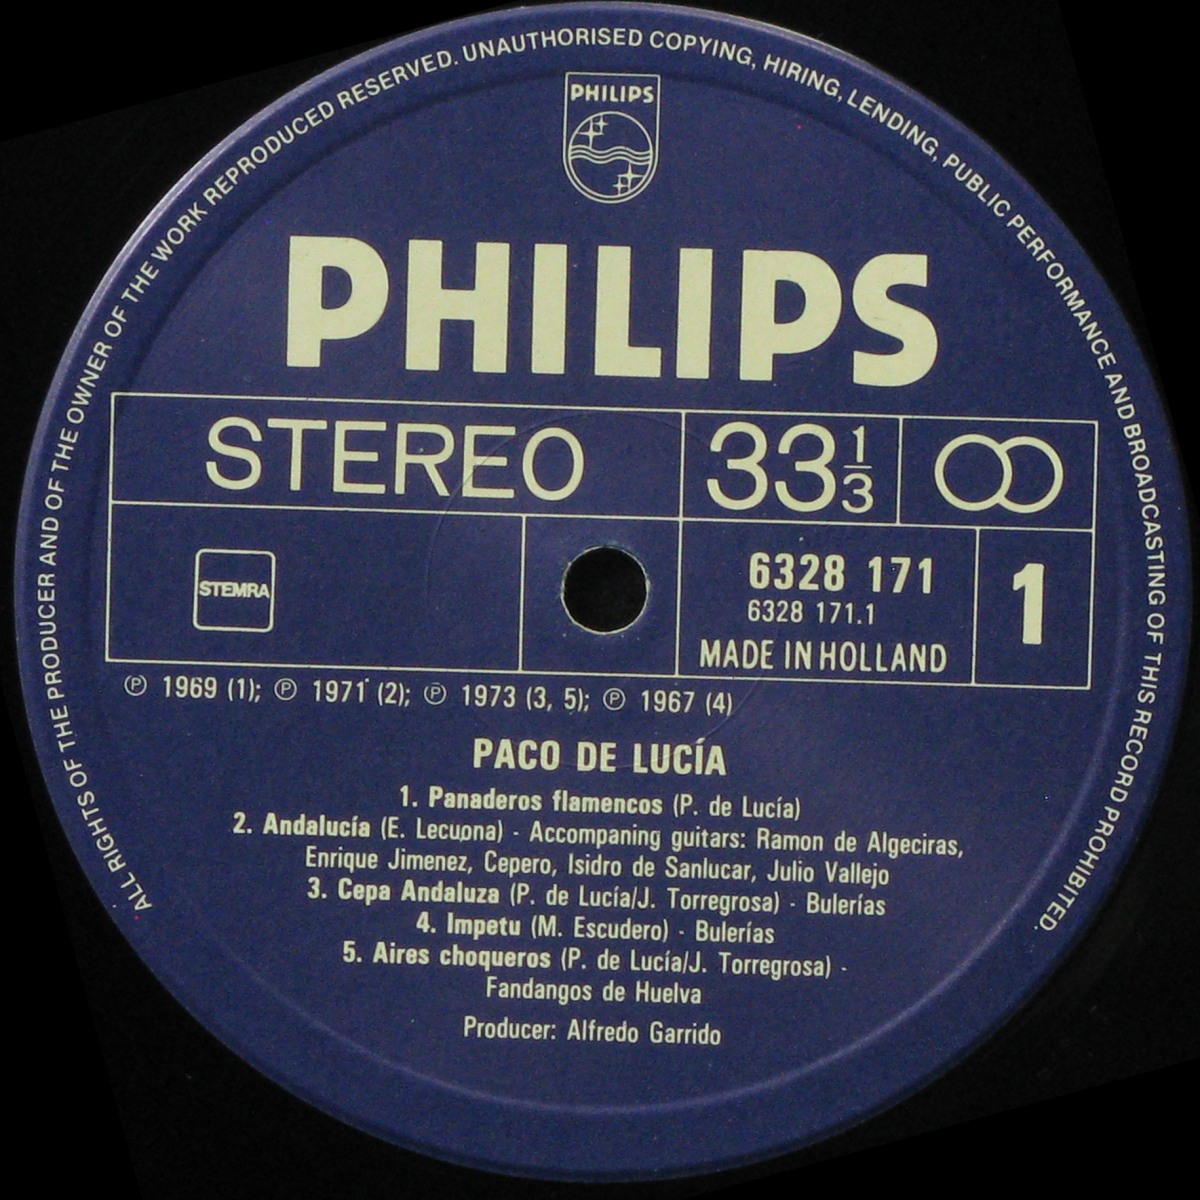 ALL RIGHTS OF THE PRODUCER AND OF THE OWNER OF THE WORK REPRODUCED RESERVED. UNAUTHORISED COPYING, HIRING, LENDING, PUBLIC PERFORMANCE AND BROADCASTING OF THIS RECORD PROHIBITED.
PHILIPS
PHILIPS
STEREO 33 1/3
STEMRA
6328 171 1
6328 171.1
MADE IN HOLLAND
℗ 1969 (1); ℗ 1971 (2); ℗ 1973 (3, 5); ℗ 1967 (4)
PACO DE LUCÍA
1. Panaderos flamencos (P. de Lucía)
2. Andalucía (E. Lecuona) - Accompaning guitars: Ramon de Algeciras,
Enrique Jimenez, Cepero, Isidro de Sanlucar, Julio Vallejo
3. Cepa Andaluza (P. de Lucía/J. Torregrosa) - Bulerías
4. Impetu (M. Escudero) - Bulerías
5. Aires choqueros (P. de Lucía/J. Torregrosa) -
Fandangos de Huelva
Producer: Alfredo Garrido